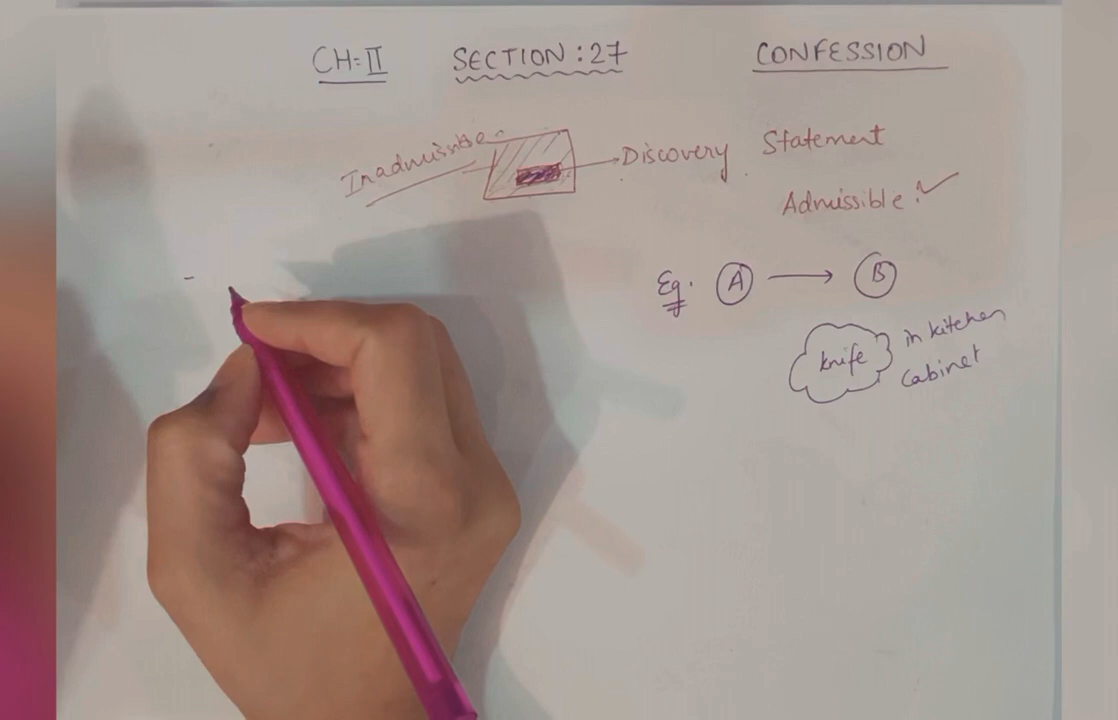 CH:II SECTION:27 CONFESSION
Inadmissible
Discovery Statement
Admissible.✓
Eg. A → B
knife in kitchen
cabinet